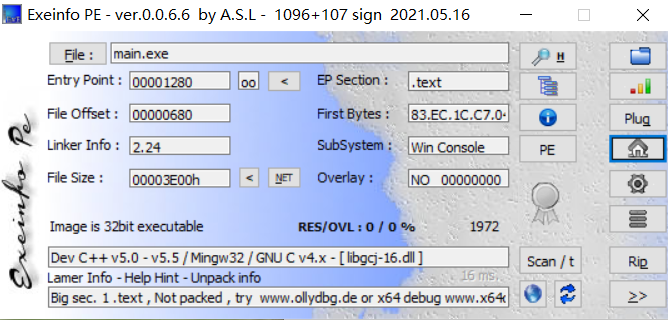 Exeinfo PE - ver.0.0.6.6 by A.S.L - 1096+107 sign 2021.05.16
Exeinfo Pe
File : main.exe H
Entry Point : 00001280 oo < EP Section : .text
File Offset : 00000680 First Bytes : 83.EC.1C.C7.0 Plug
Linker Info : 2.24 SubSystem : Win Console PE
File Size : 00003E00h < NET Overlay : NO 00000000
Image is 32bit executable RES/OVL : 0 / 0 % 1972
Dev C++ v5.0 - v5.5 / Mingw32 / GNU C v4.x - [ libgcj-16.dll ] Scan / t Rip
Lamer Info - Help Hint - Unpack info 16 ms.
Big sec. 1 .text , Not packed , try www.ollydbg.de or x64 debug www.x64 >>